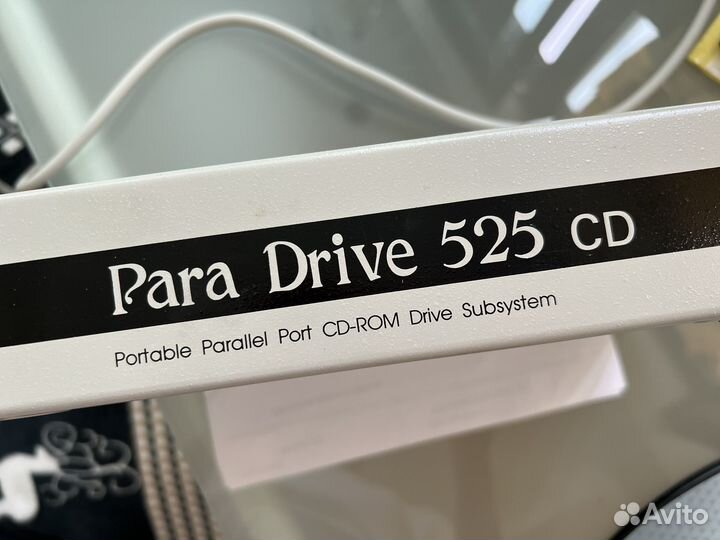 Para Drive 525 CD
Portable Parallel Port CD-ROM Drive Subsystem
Avito